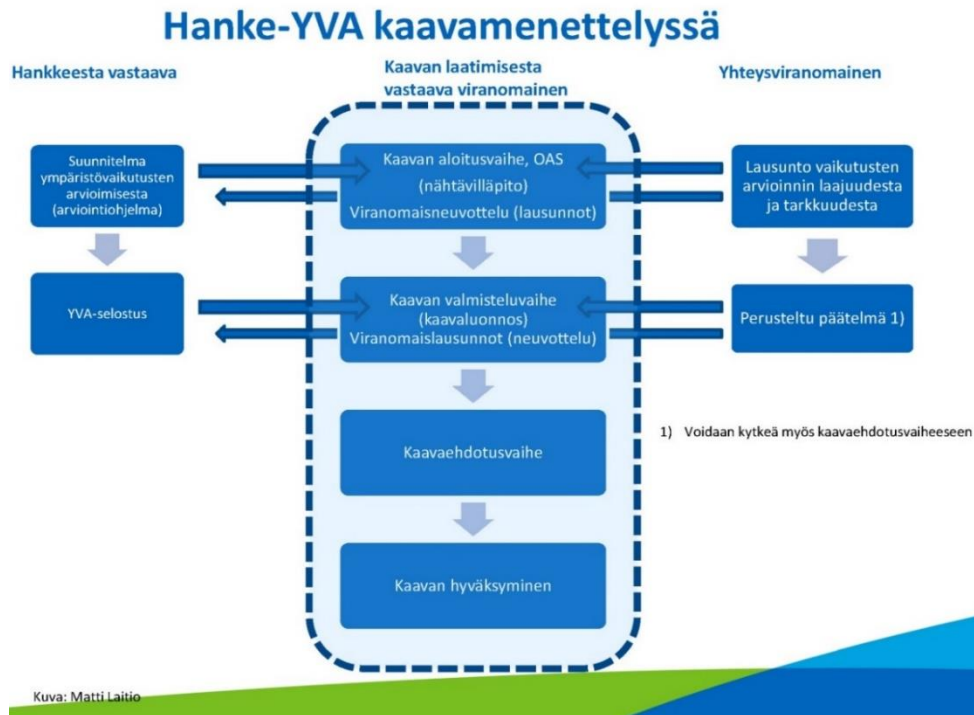 Hanke-YVA kaavamenettelyssä
Hankkeesta vastaava
Kaavan laatimisesta
vastaava viranomainen
Yhteysviranomainen
Suunnitelma
ympäristövaikutusten
arvioimisesta
(arviointiohjelma)
Kaavan aloitusvaihe, OAS
(nähtävilläpito)
Viranomaisneuvottelu (lausunnot)
Lausunto vaikutusten
arvioinnin laajuudesta
ja tarkkuudesta
YVA-selostus
Kaavan valmisteluvaihe
(kaavaluonnos)
Viranomaislausunnot (neuvottelu)
Perusteltu päätelmä 1)
1) Voidaan kytkeä myös kaavaehdotusvaiheeseen
Kaavaehdotusvaihe
Kaavan hyväksyminen
Kuva: Matti Laitio